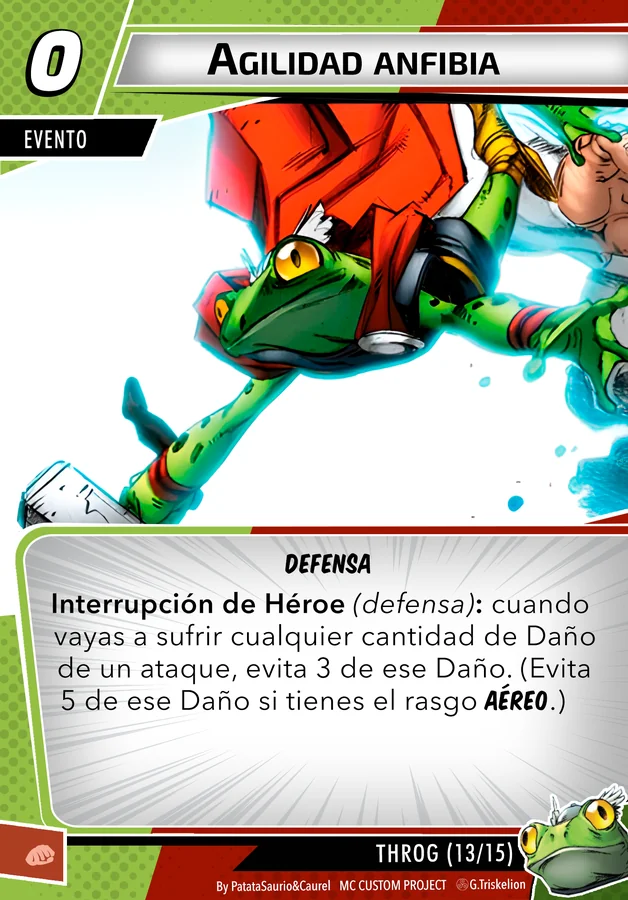 0
AGILIDAD ANFIBIA
EVENTO
DEFENSA
Interrupción de Héroe (defensa): cuando
vayas a sufrir cualquier cantidad de Daño
de un ataque, evita 3 de ese Daño. (Evita
5 de ese Daño si tienes el rasgo AÉREO.)
THROG (13/15)
By PatataSaurio&Caurel MC CUSTOM PROJECT G.Triskelion